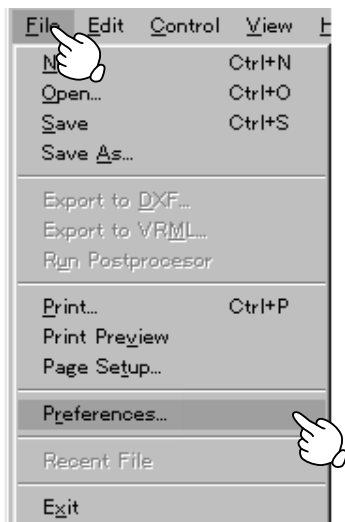 File Edit Control View
N Ctrl+N
Open... Ctrl+O
Save Ctrl+S
Save As...
Export to DXF...
Export to VRML...
Run Postprocesor
Print... Ctrl+P
Print Preview
Page Setup...
Preferences...
Recent File
Exit